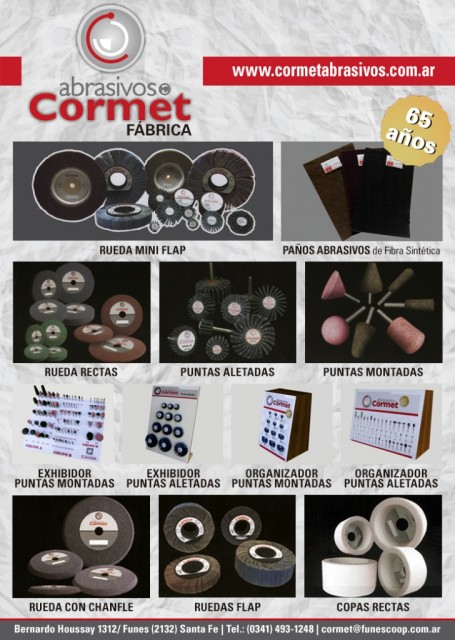 www.cormetabrasivos.com.ar
abrasivos
Cormet
FÁBRICA
65
años
RUEDA MINI FLAP
PAÑOS ABRASIVOS de Fibra Sintética
RUEDA RECTAS
PUNTAS ALETADAS
PUNTAS MONTADAS
Cormet
Cormet
EXHIBIDOR
PUNTAS MONTADAS
EXHIBIDOR
PUNTAS ALETADAS
ORGANIZADOR
PUNTAS MONTADAS
ORGANIZADOR
PUNTAS ALETADAS
Cormet
RUEDA CON CHANFLE
RUEDAS FLAP
COPAS RECTAS
Bernardo Houssay 1312/ Funes (2132) Santa Fe | Tel.: (0341) 493-1248 | cormet@funescoop.com.ar